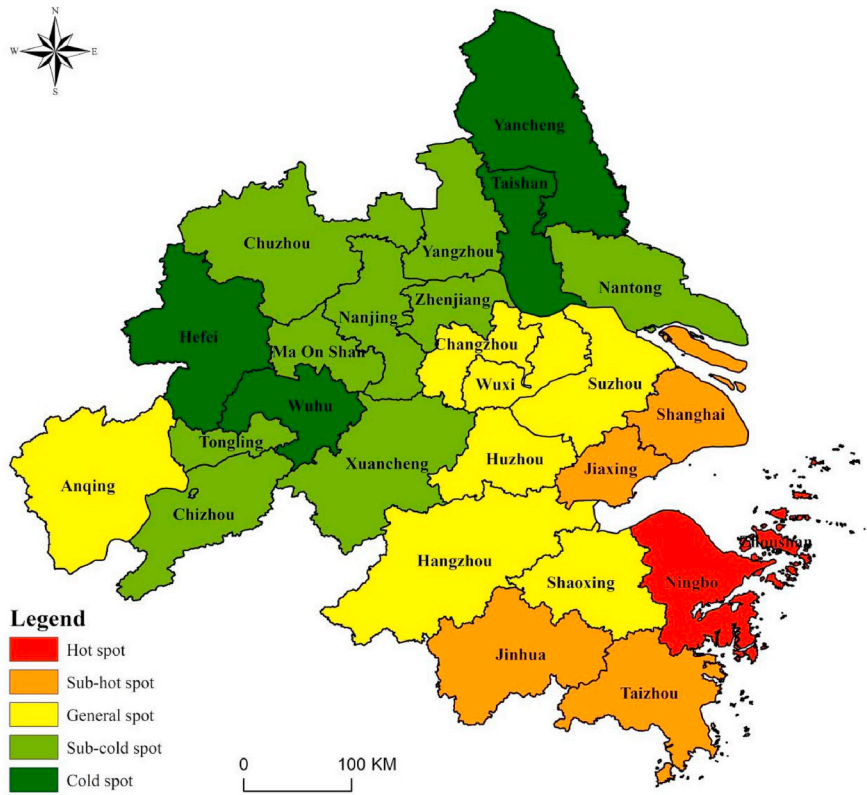 N
W E
S
Yancheng
Taishan
Chuzhou
Yangzhou
Nantong
Zhenjiang
Nanjing
Hefei
Changzhou
Ma On Shan
Wuxi
Suzhou
Wuhu
Shanghai
Tongling
Xuancheng
Huzhou
Jiaxing
Anqing
Chizhou
Zhoushan
Hangzhou
Shaoxing
Ningbo
Jinhua
Taizhou
Legend
Hot spot
Sub-hot spot
General spot
Sub-cold spot
Cold spot
0 100 KM